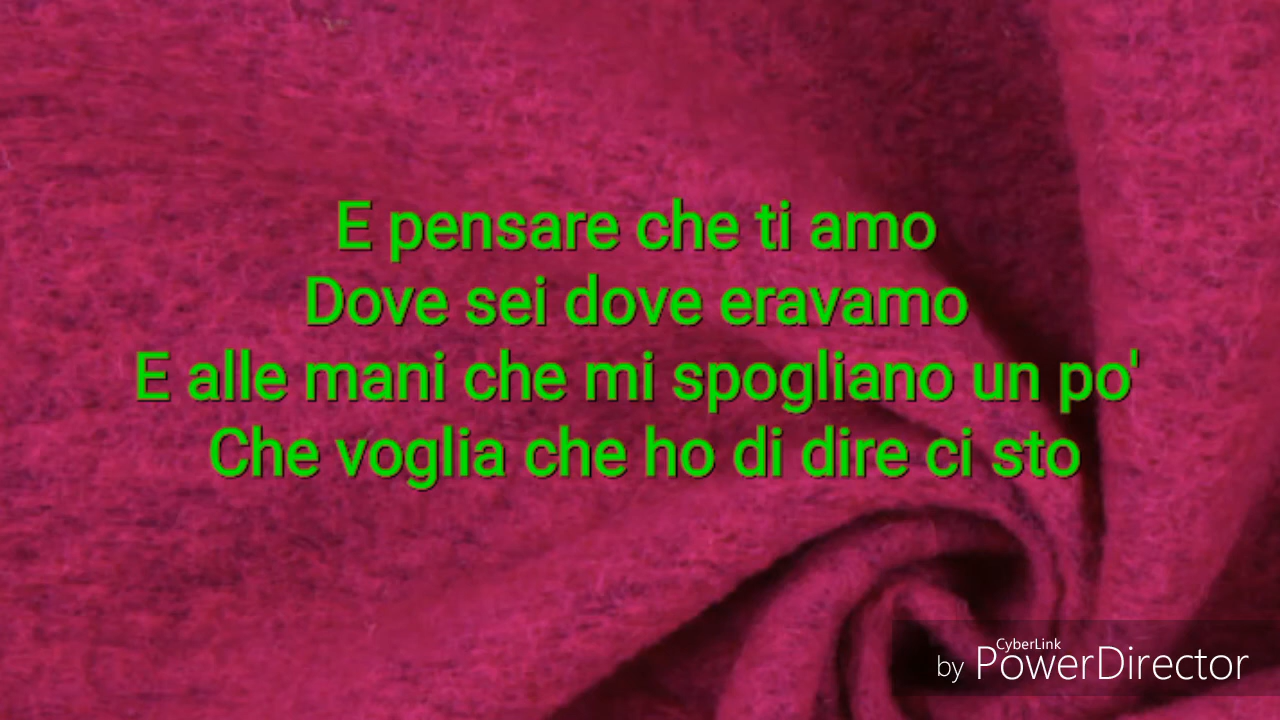 E pensare che ti amo
Dove sei dove eravamo
E alle mani che mi spogliano un po'
Che voglia che ho di dire ci sto
CyberLink
by PowerDirector